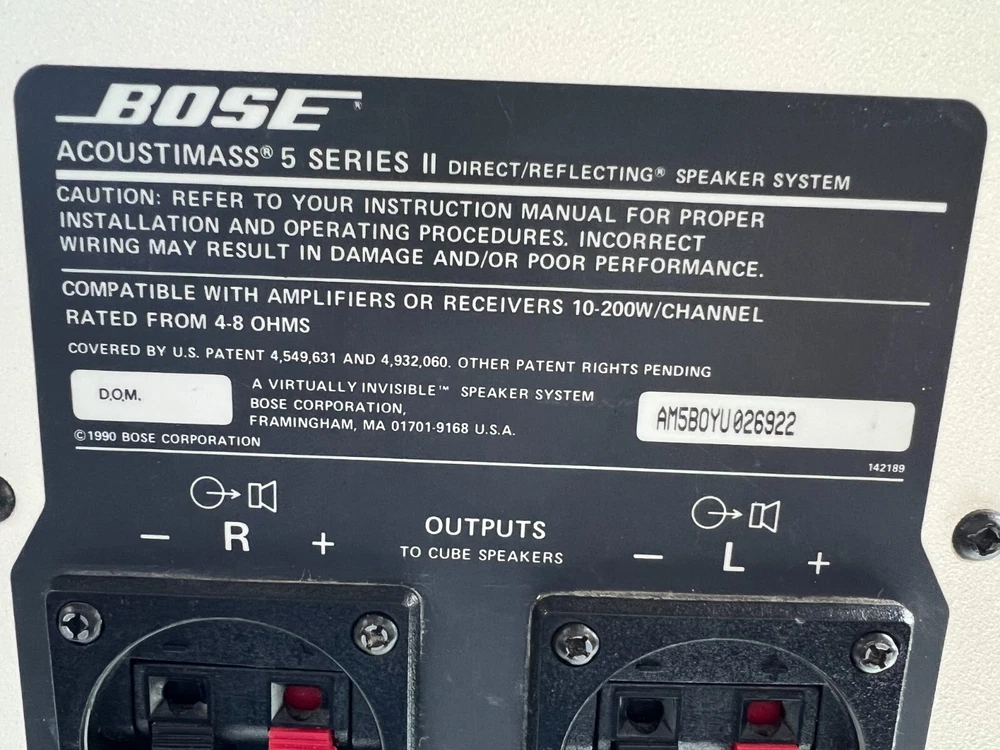 BOSE®
ACOUSTIMASS® 5 SERIES II DIRECT/REFLECTING® SPEAKER SYSTEM
CAUTION: REFER TO YOUR INSTRUCTION MANUAL FOR PROPER
INSTALLATION AND OPERATING PROCEDURES. INCORRECT
WIRING MAY RESULT IN DAMAGE AND/OR POOR PERFORMANCE.
COMPATIBLE WITH AMPLIFIERS OR RECEIVERS 10-200W/CHANNEL
RATED FROM 4-8 OHMS
COVERED BY U.S. PATENT 4,549,631 AND 4,932,060. OTHER PATENT RIGHTS PENDING
D.O.M.
A VIRTUALLY INVISIBLE™ SPEAKER SYSTEM
BOSE CORPORATION,
FRAMINGHAM, MA 01701-9168 U.S.A.
AM5BOYU026922
©1990 BOSE CORPORATION
142189
− R +
OUTPUTS
TO CUBE SPEAKERS
− L +